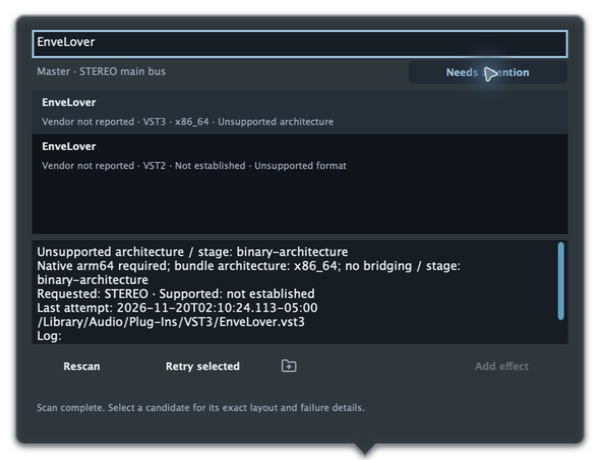 EnveLover
Master · STEREO main bus
Needs attention
EnveLover
Vendor not reported · VST3 · x86_64 · Unsupported architecture
EnveLover
Vendor not reported · VST2 · Not established · Unsupported format
Unsupported architecture / stage: binary-architecture
Native arm64 required; bundle architecture: x86_64; no bridging / stage:
binary-architecture
Requested: STEREO · Supported: not established
Last attempt: 2026-11-20T02:10:24.113-05:00
/Library/Audio/Plug-Ins/VST3/EnveLover.vst3
Log:
Rescan
Retry selected
Add effect
Scan complete. Select a candidate for its exact layout and failure details.